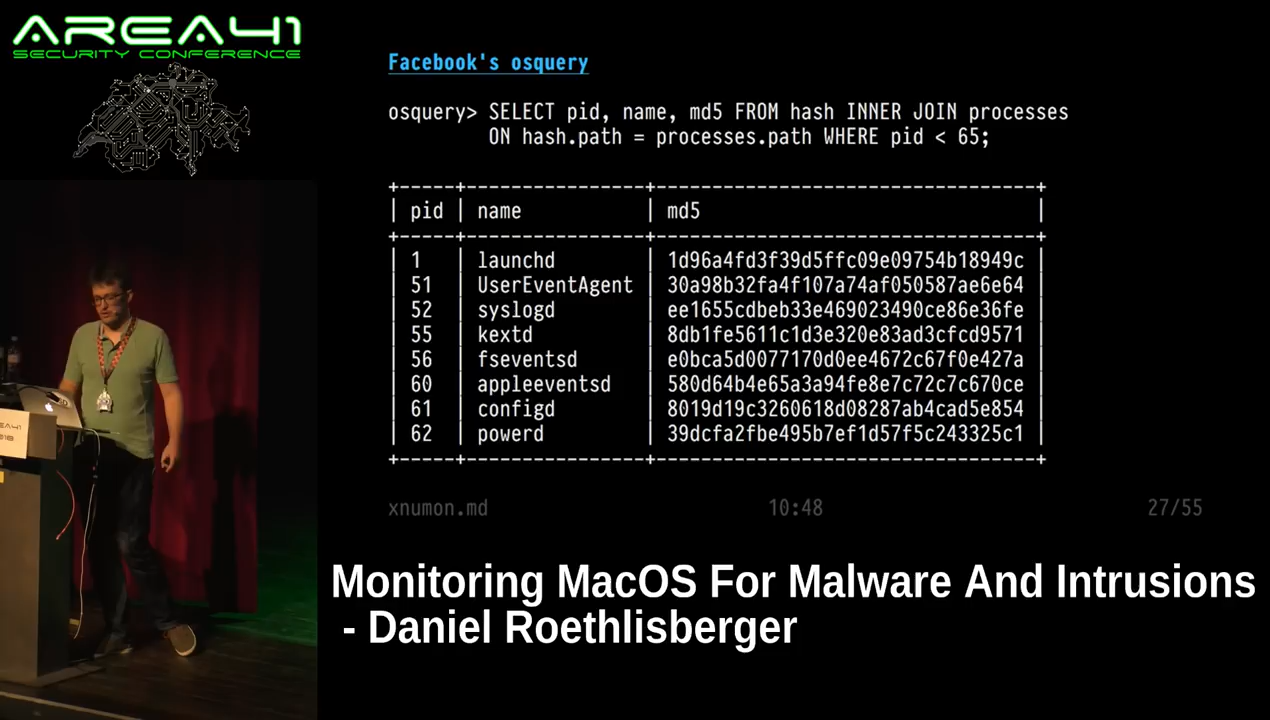 AREA41
SECURITY CONFERENCE
Facebook's osquery
osquery> SELECT pid, name, md5 FROM hash INNER JOIN processes
ON hash.path = processes.path WHERE pid < 65;
+-----+----------------+----------------------------------+
| pid | name | md5 |
+-----+----------------+----------------------------------+
| 1 | launchd | 1d96a4fd3f39d5ffc09e09754b18949c |
| 51 | UserEventAgent | 30a98b32fa4f107a74af050587ae6e64 |
| 52 | syslogd | ee1655cdbeb33e469023490ce86e36fe |
| 55 | kextd | 8db1fe5611c1d3e320e83ad3cfcd9571 |
| 56 | fseventsd | e0bca5d0077170d0ee4672c67f0e427a |
| 60 | appleeventsd | 580d64b4e65a3a94fe8e7c72c7c670ce |
| 61 | configd | 8019d19c3260618d08287ab4cad5e854 |
| 62 | powerd | 39dcfa2fbe495b7ef1d57f5c243325c1 |
+-----+----------------+----------------------------------+
xnumon.md 10:48 27/55
Monitoring MacOS For Malware And Intrusions
- Daniel Roethlisberger